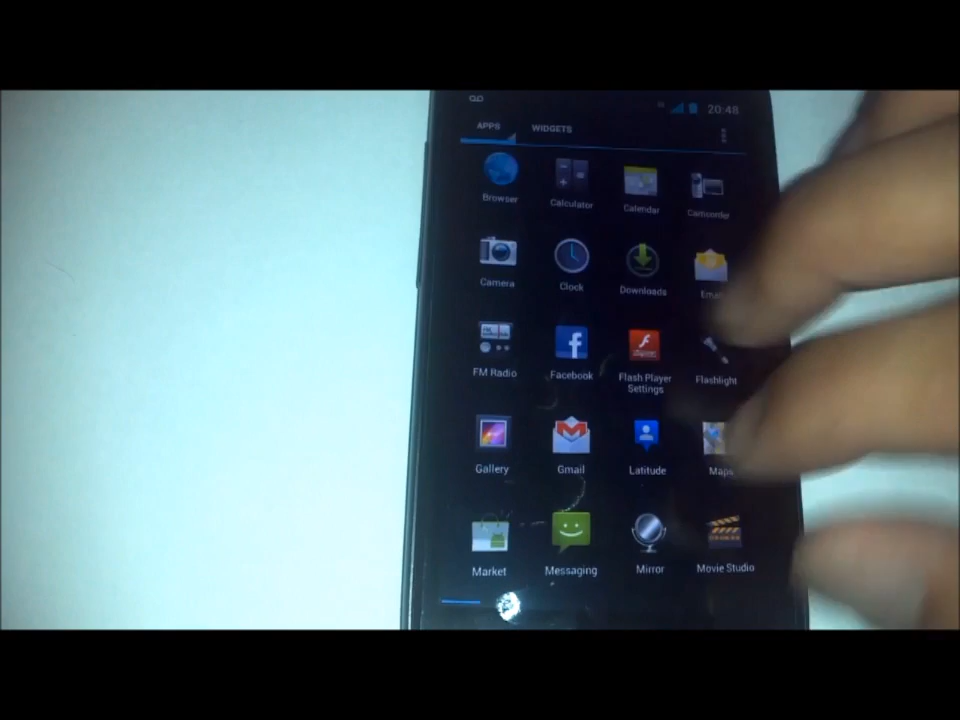 20:48
APPS WIDGETS
Browser Calculator Calendar Camcorder
Camera Clock Downloads Email
FM Radio Facebook Flash Player Settings Flashlight
Gallery Gmail Latitude Maps
Market Messaging Mirror Movie Studio